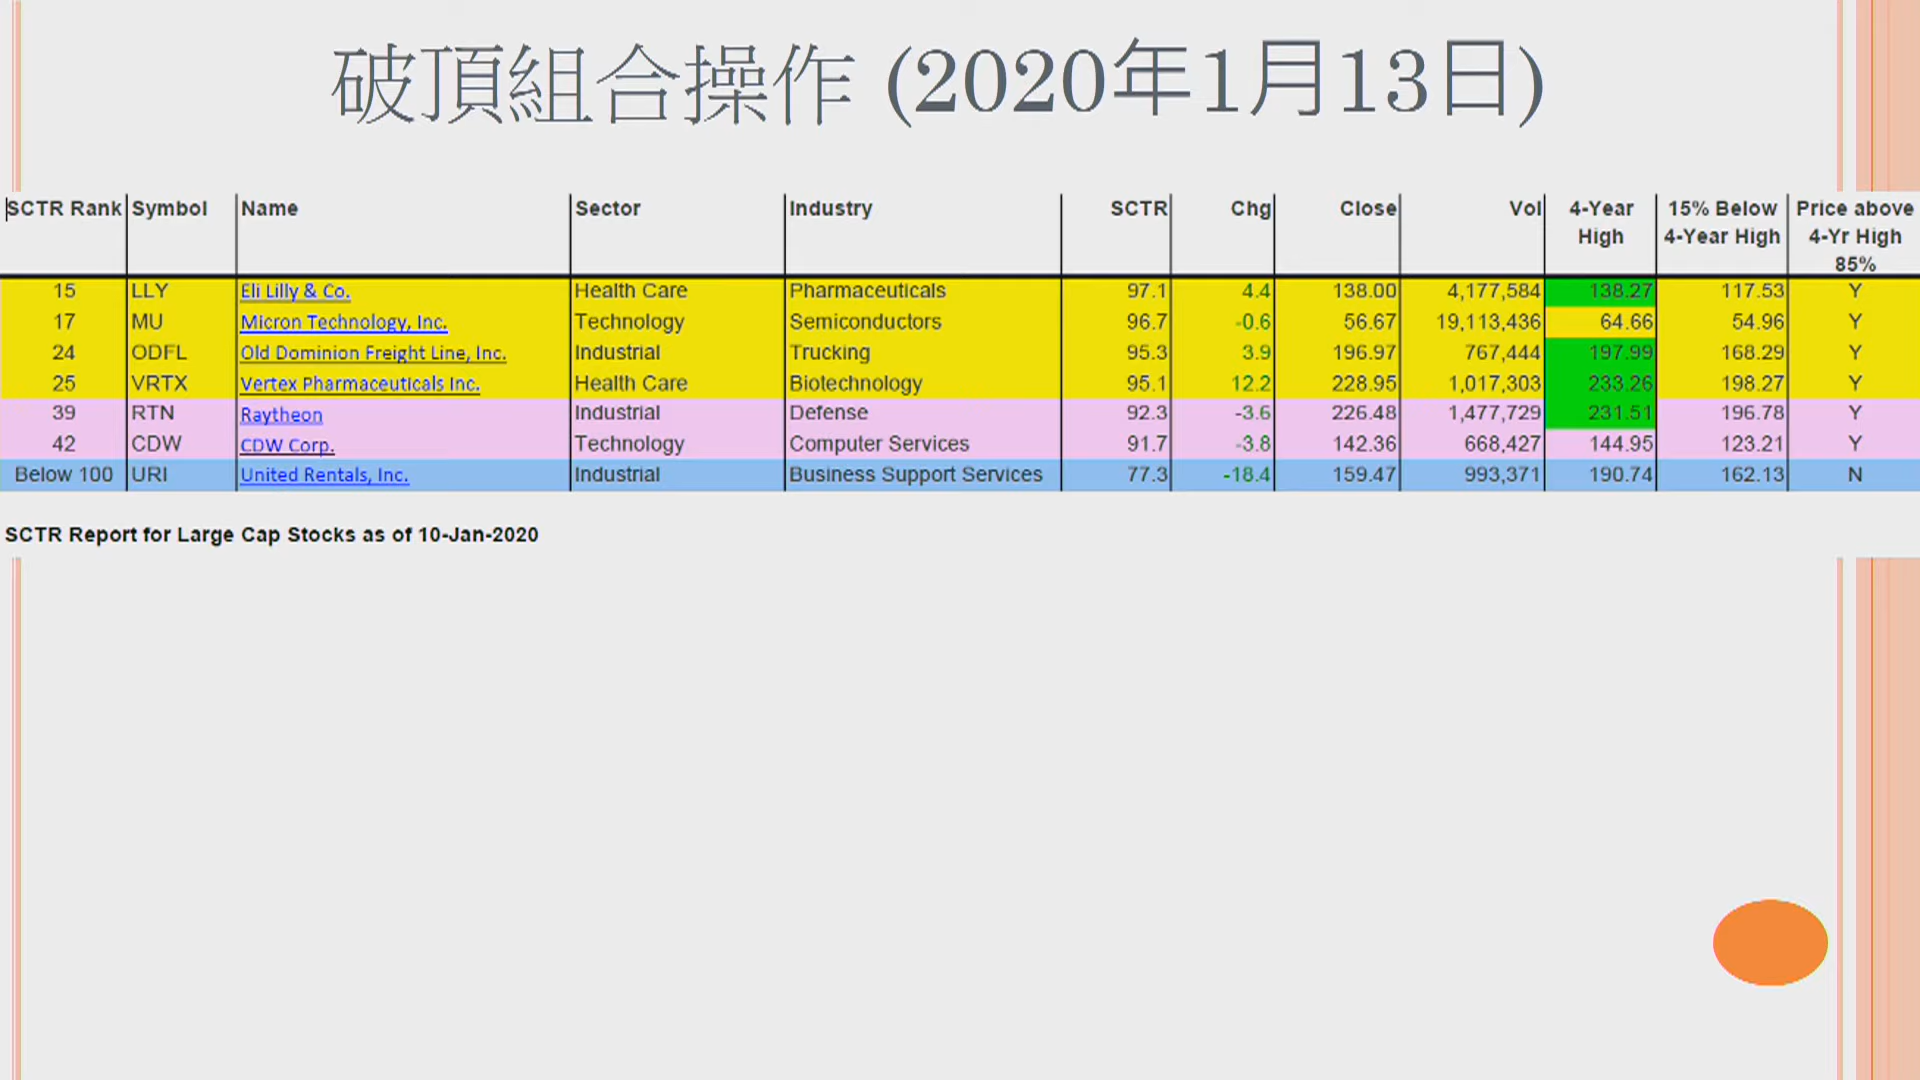 破頂組合操作 (2020年1月13日)
SCTR Rank Symbol Name Sector Industry SCTR Chg Close Vol 4-Year High 15% Below 4-Year High Price above 4-Yr High 85%
15 LLY Eli Lilly & Co. Health Care Pharmaceuticals 97.1 4.4 138.00 4,177,584 138.27 117.53 Y
17 MU Micron Technology, Inc. Technology Semiconductors 96.7 -0.6 56.67 19,113,436 64.66 54.96 Y
24 ODFL Old Dominion Freight Line, Inc. Industrial Trucking 95.3 3.9 196.97 767,444 197.99 168.29 Y
25 VRTX Vertex Pharmaceuticals Inc. Health Care Biotechnology 95.1 12.2 228.95 1,017,303 233.26 198.27 Y
39 RTN Raytheon Industrial Defense 92.3 -3.6 226.48 1,477,729 231.51 196.78 Y
42 CDW CDW Corp. Technology Computer Services 91.7 -3.8 142.36 668,427 144.95 123.21 Y
Below 100 URI United Rentals, Inc. Industrial Business Support Services 77.3 -18.4 159.47 993,371 190.74 162.13 N
SCTR Report for Large Cap Stocks as of 10-Jan-2020